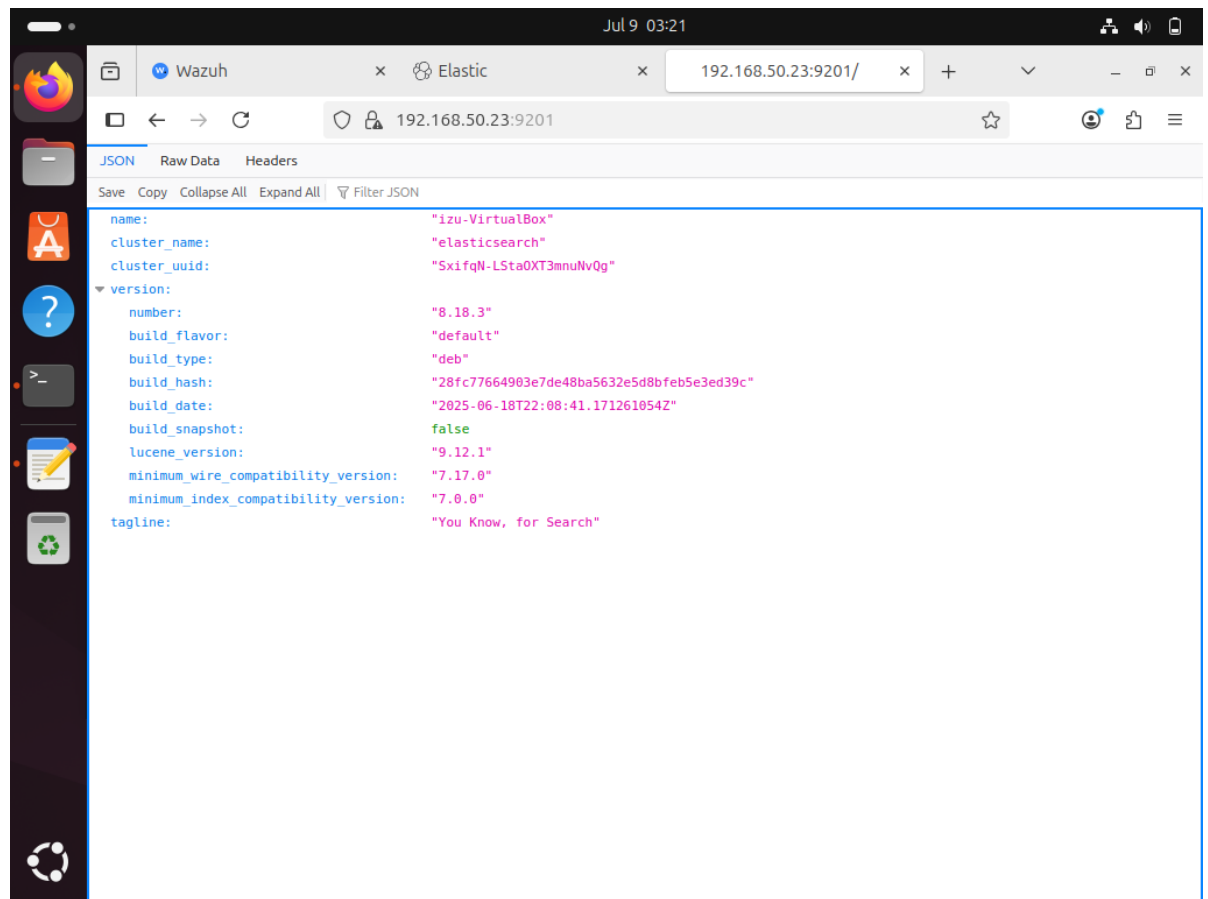 Jul 9 03:21
Wazuh Elastic 192.168.50.23:9201/
192.168.50.23:9201
JSON Raw Data Headers
Save Copy Collapse All Expand All Filter JSON
name: "izu-VirtualBox"
cluster_name: "elasticsearch"
cluster_uuid: "SxifqN-LStaOXT3mnuNvQg"
version:
number: "8.18.3"
build_flavor: "default"
build_type: "deb"
build_hash: "28fc77664903e7de48ba5632e5d8bfeb5e3ed39c"
build_date: "2025-06-18T22:08:41.171261054Z"
build_snapshot: false
lucene_version: "9.12.1"
minimum_wire_compatibility_version: "7.17.0"
minimum_index_compatibility_version: "7.0.0"
tagline: "You Know, for Search"